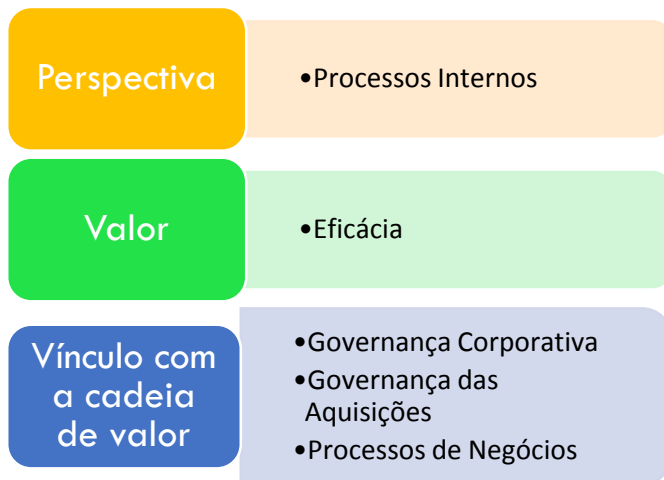 Perspectiva
•Processos Internos
Valor
•Eficácia
Vínculo com
a cadeia
de valor
•Governança Corporativa
•Governança das
Aquisições
•Processos de Negócios